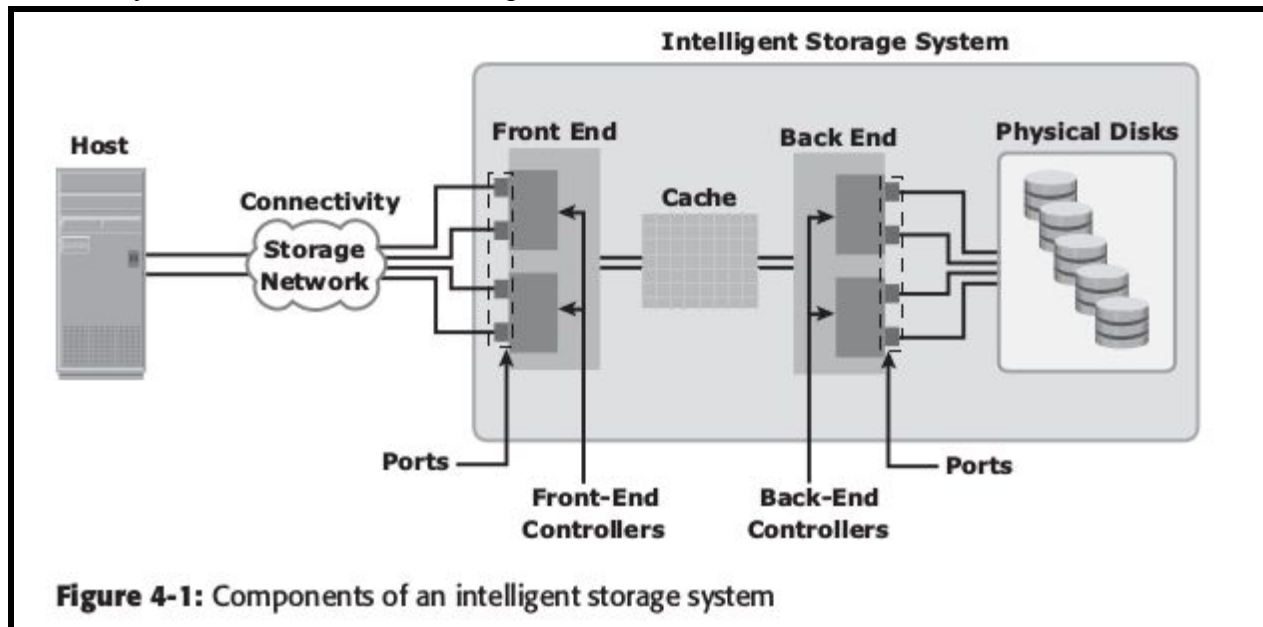 Intelligent Storage System
Host
Front End
Back End
Physical Disks
Connectivity
Cache
Storage
Network
Ports
Ports
Front-End
Controllers
Back-End
Controllers
Figure 4-1: Components of an intelligent storage system